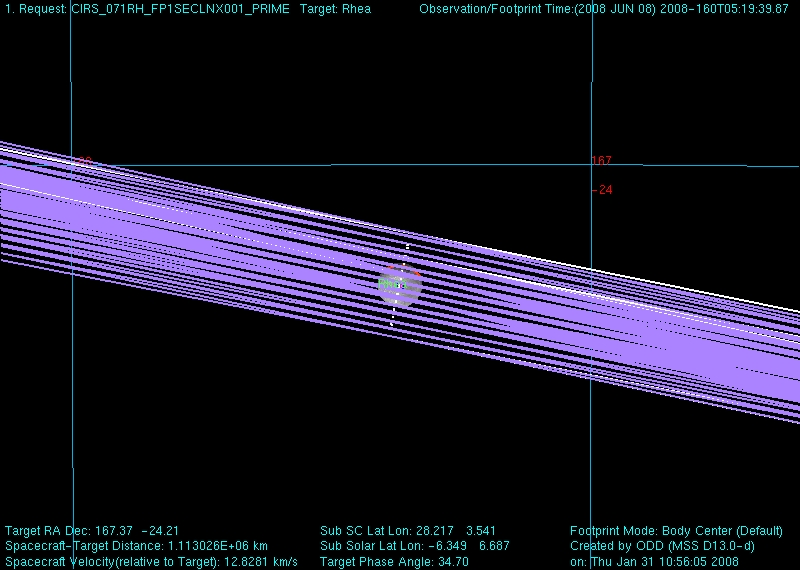 1. Request: CIRS_071RH_FP1SECLNX001_PRIME Target: Rhea Observation/Footprint Time:(2008 JUN 08) 2008-160T05:19:39.87
167
-24
Target RA Dec: 167.37 -24.21 Sub SC Lat Lon: 28.217 3.541 Footprint Mode: Body Center (Default)
Spacecraft-Target Distance: 1.113026E+06 km Sub Solar Lat Lon: -6.349 6.687 Created by ODD (MSS D13.0-d)
Spacecraft Velocity(relative to Target): 12.8281 km/s Target Phase Angle: 34.70 on: Thu Jan 31 10:56:05 2008